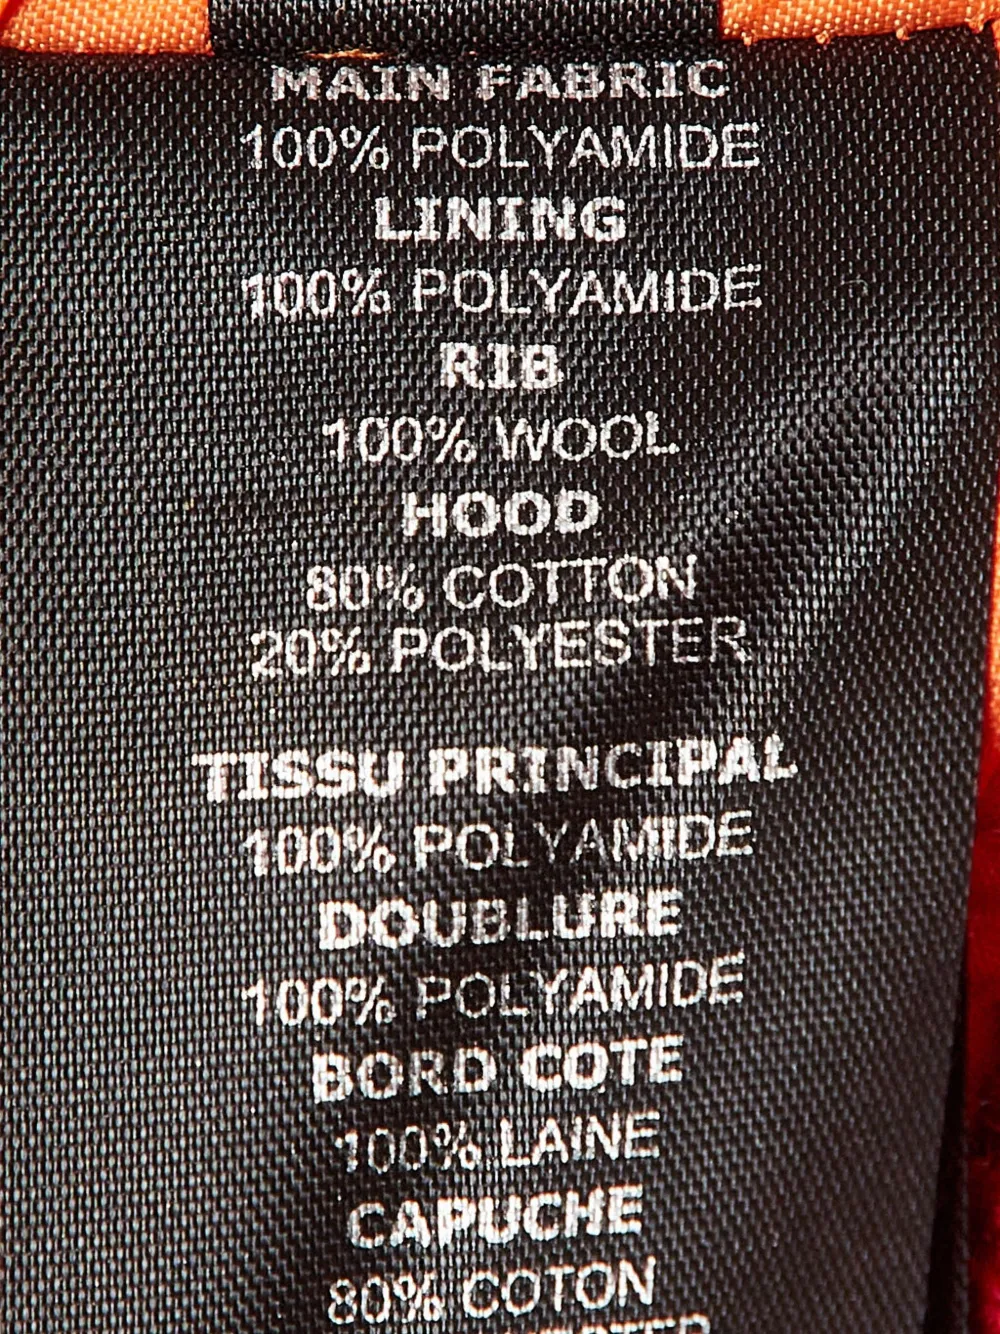 MAIN FABRIC
100% POLYAMIDE
LINING
100% POLYAMIDE
RIB
100% WOOL
HOOD
80% COTTON
20% POLYESTER
TISSU PRINCIPAL
100% POLYAMIDE
DOUBLURE
100% POLYAMIDE
BORD COTE
100% LAINE
CAPUCHE
80% COTON